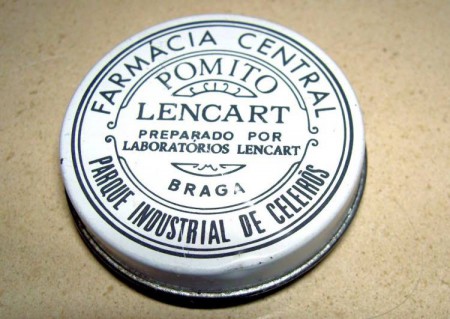 FARMÁCIA CENTRAL
POMITO
LENCART
PREPARADO POR
LABORATÓRIOS LENCART
BRAGA
PARQUE INDUSTRIAL DE CELEIRÓS